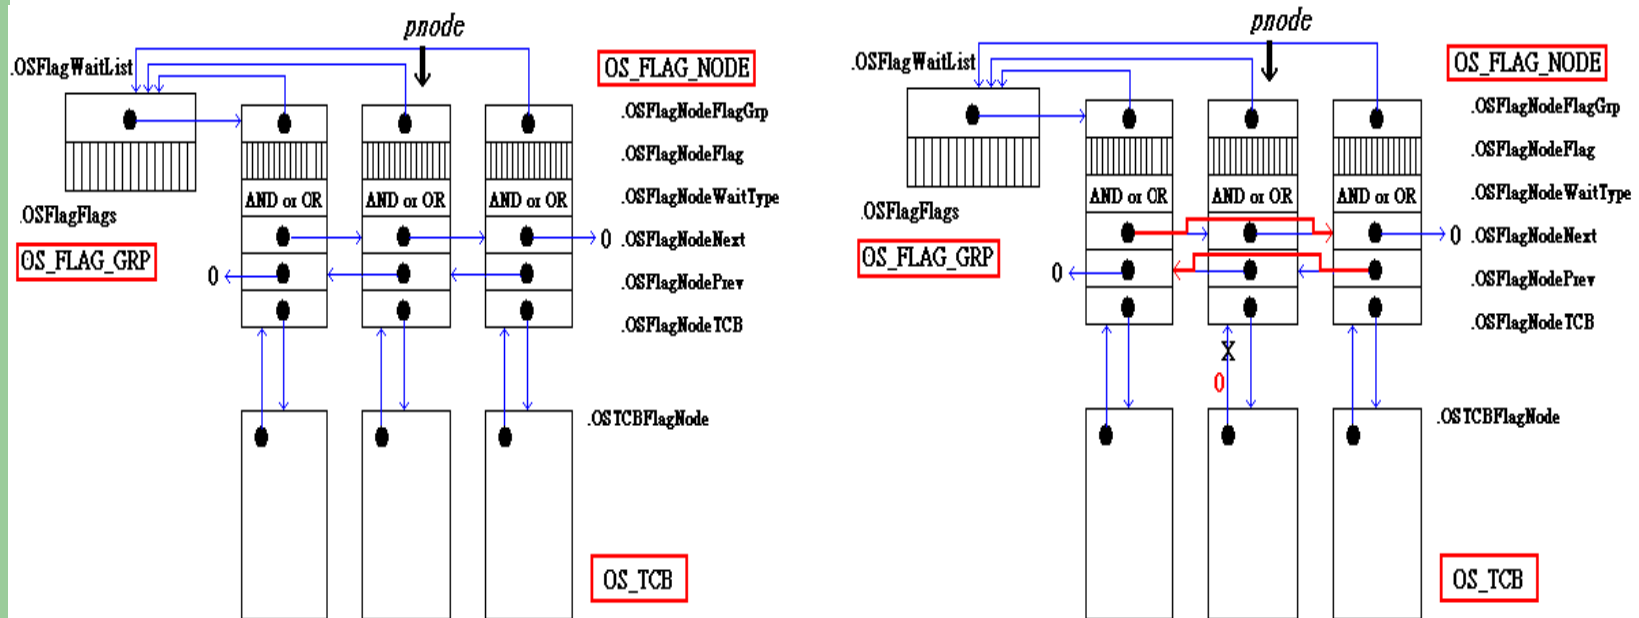 pnode
.OSFlagWaitList
OS_FLAG_NODE
.OSFlagNodeFlagGrp
.OSFlagNodeFlag
AND or OR
AND or OR
AND or OR
.OSFlagNodeWaitType
.OSFlagFlags
0
.OSFlagNodeNext
OS_FLAG_GRP
0
.OSFlagNodePrev
.OSFlagNodeTCB
.OSTCBFlagNode
OS_TCB
pnode
.OSFlagWaitList
OS_FLAG_NODE
.OSFlagNodeFlagGrp
.OSFlagNodeFlag
AND or OR
AND or OR
AND or OR
.OSFlagNodeWaitType
.OSFlagFlags
0
.OSFlagNodeNext
OS_FLAG_GRP
0
.OSFlagNodePrev
.OSFlagNodeTCB
X
0
.OSTCBFlagNode
OS_TCB